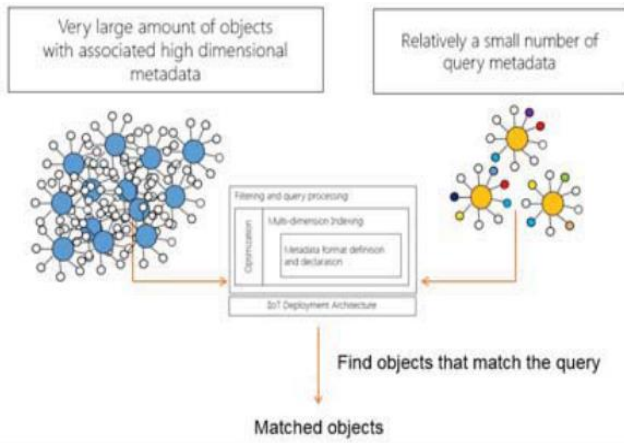 Very large amount of objects
with associated high dimensional
metadata
Relatively a small number of
query metadata
Filtering and query processing
Optimization
Multi-dimension Indexing
Metadata format definition
and declaration
IoT Deployment Architecture
Find objects that match the query
Matched objects